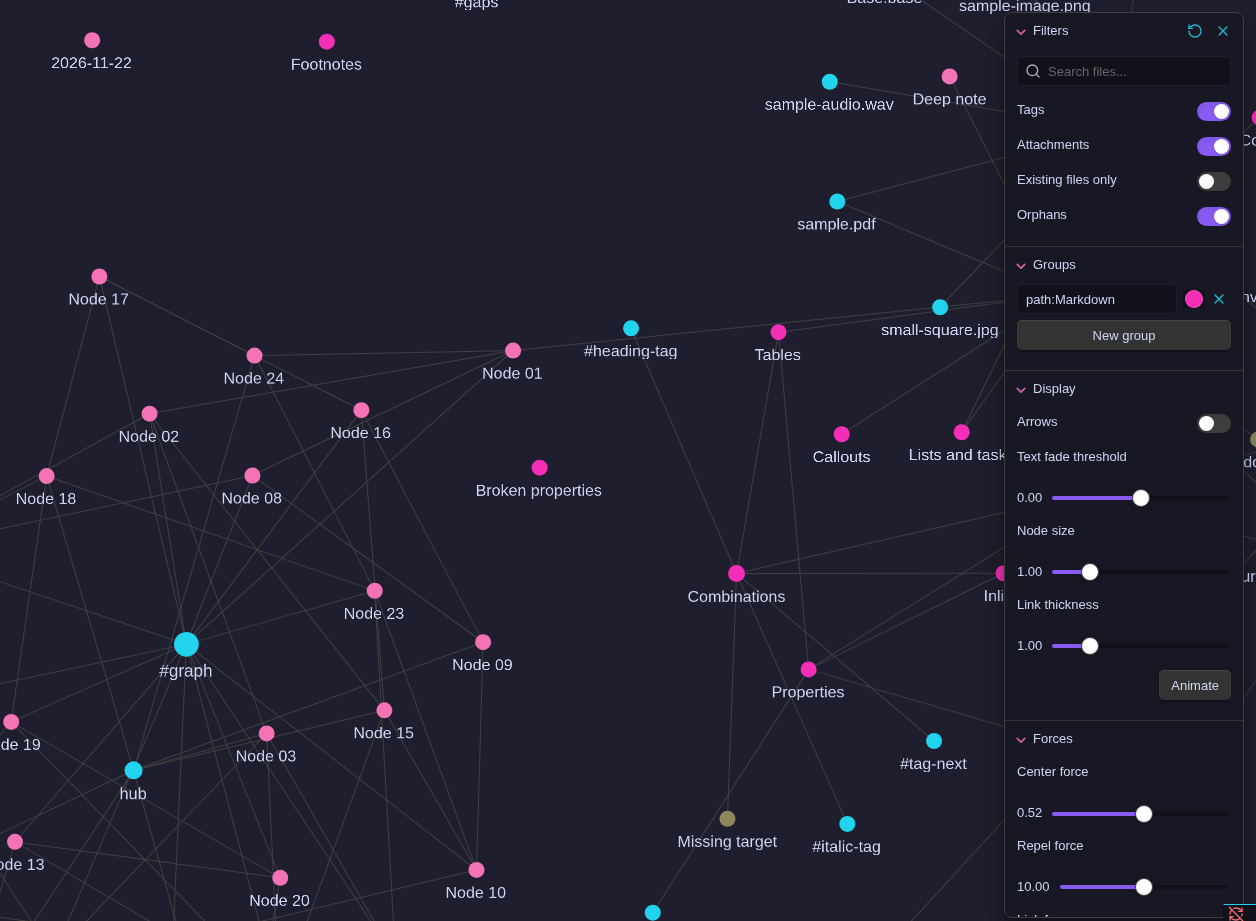 #gaps
sample-image.png
2026-11-22
Footnotes
sample-audio.wav
Deep note
sample.pdf
Node 17
#heading-tag
small-square.jpg
Tables
Node 24
Node 01
Node 02
Node 16
Callouts
Lists and task
Node 18
Node 08
Broken properties
Combinations
Inli
Node 23
#graph
Node 09
Properties
Node 15
de 19
Node 03
#tag-next
hub
Missing target
#italic-tag
ode 13
Node 20
Node 10
Filters
Search files...
Tags
Attachments
Existing files only
Orphans
Groups
path:Markdown
New group
Display
Arrows
Text fade threshold
0.00
Node size
1.00
Link thickness
1.00
Animate
Forces
Center force
0.52
Repel force
10.00